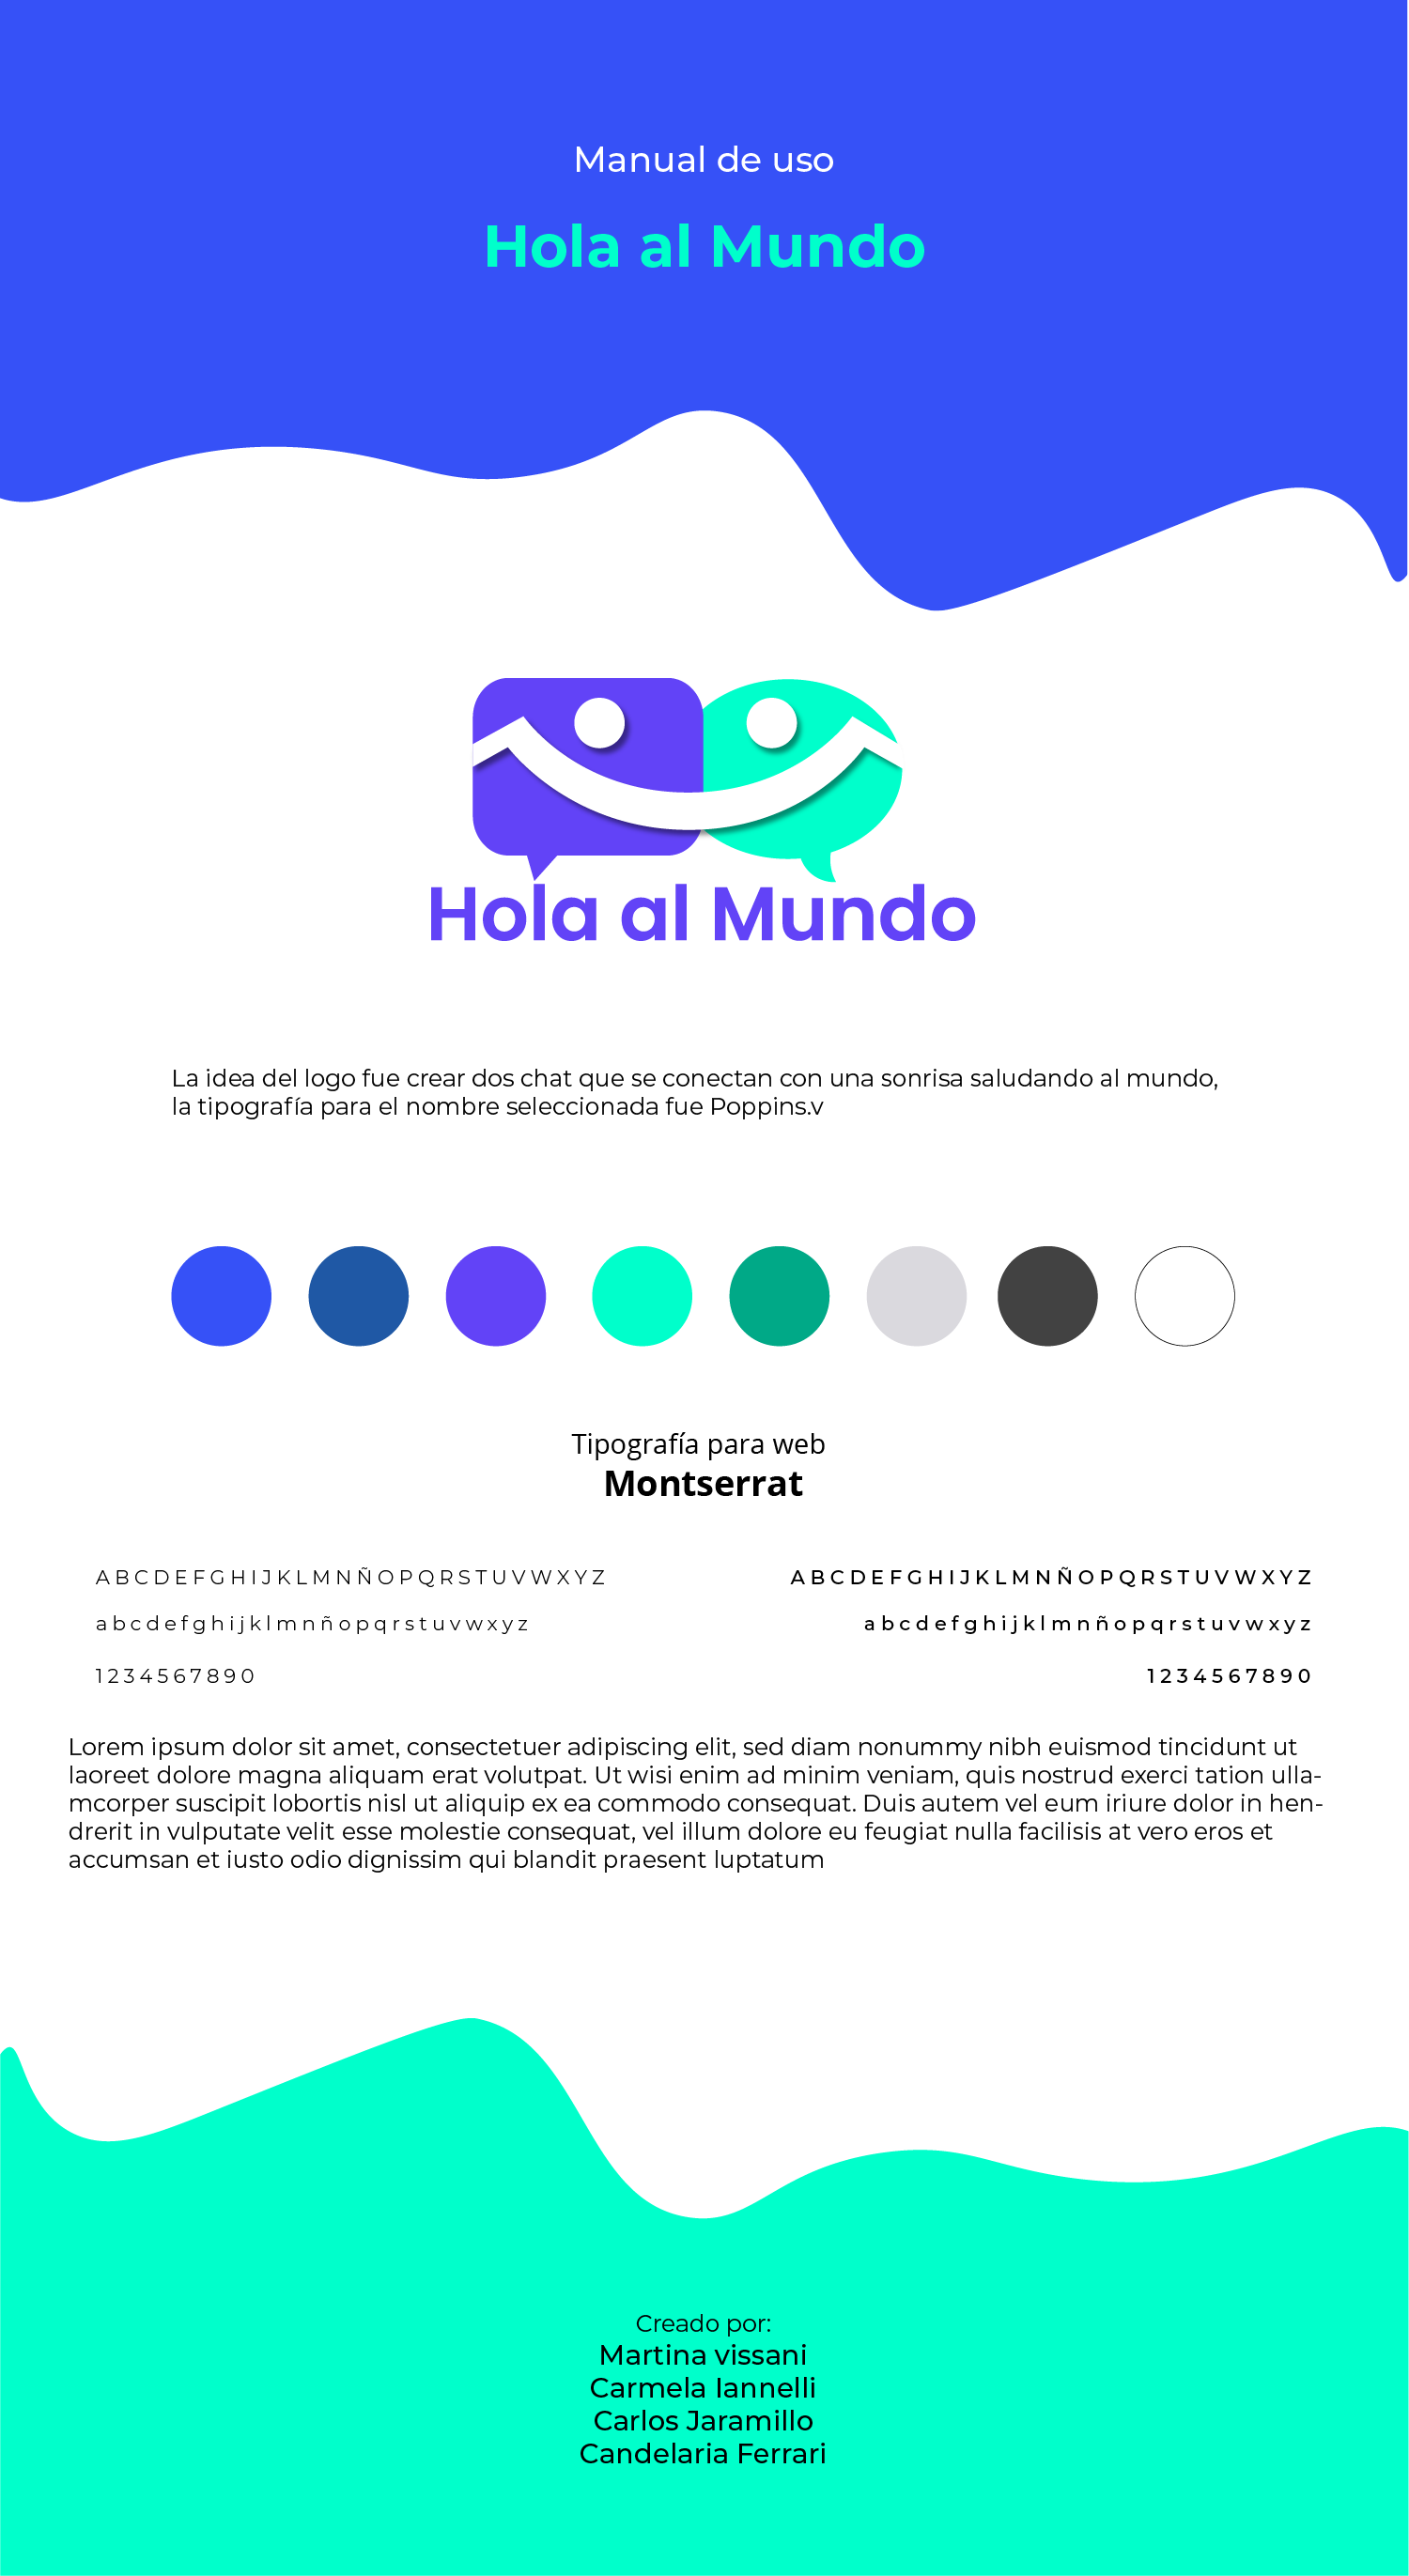 Manual de uso
Hola al Mundo
Hola al Mundo
La idea del logo fue crear dos chat que se conectan con una sonrisa saludando al mundo,
la tipografía para el nombre seleccionada fue Poppins.v
Tipografía para web
Montserrat
A B C D E F G H I J K L M N Ñ O P Q R S T U V W X Y Z
a b c d e f g h i j k l m n ñ o p q r s t u v w x y z
1 2 3 4 5 6 7 8 9 0
A B C D E F G H I J K L M N Ñ O P Q R S T U V W X Y Z
a b c d e f g h i j k l m n ñ o p q r s t u v w x y z
1 2 3 4 5 6 7 8 9 0
Lorem ipsum dolor sit amet, consectetuer adipiscing elit, sed diam nonummy nibh euismod tincidunt ut
laoreet dolore magna aliquam erat volutpat. Ut wisi enim ad minim veniam, quis nostrud exerci tation ulla-
mcorper suscipit lobortis nisl ut aliquip ex ea commodo consequat. Duis autem vel eum iriure dolor in hen-
drerit in vulputate velit esse molestie consequat, vel illum dolore eu feugiat nulla facilisis at vero eros et
accumsan et iusto odio dignissim qui blandit praesent luptatum
Creado por:
Martina vissani
Carmela Iannelli
Carlos Jaramillo
Candelaria Ferrari